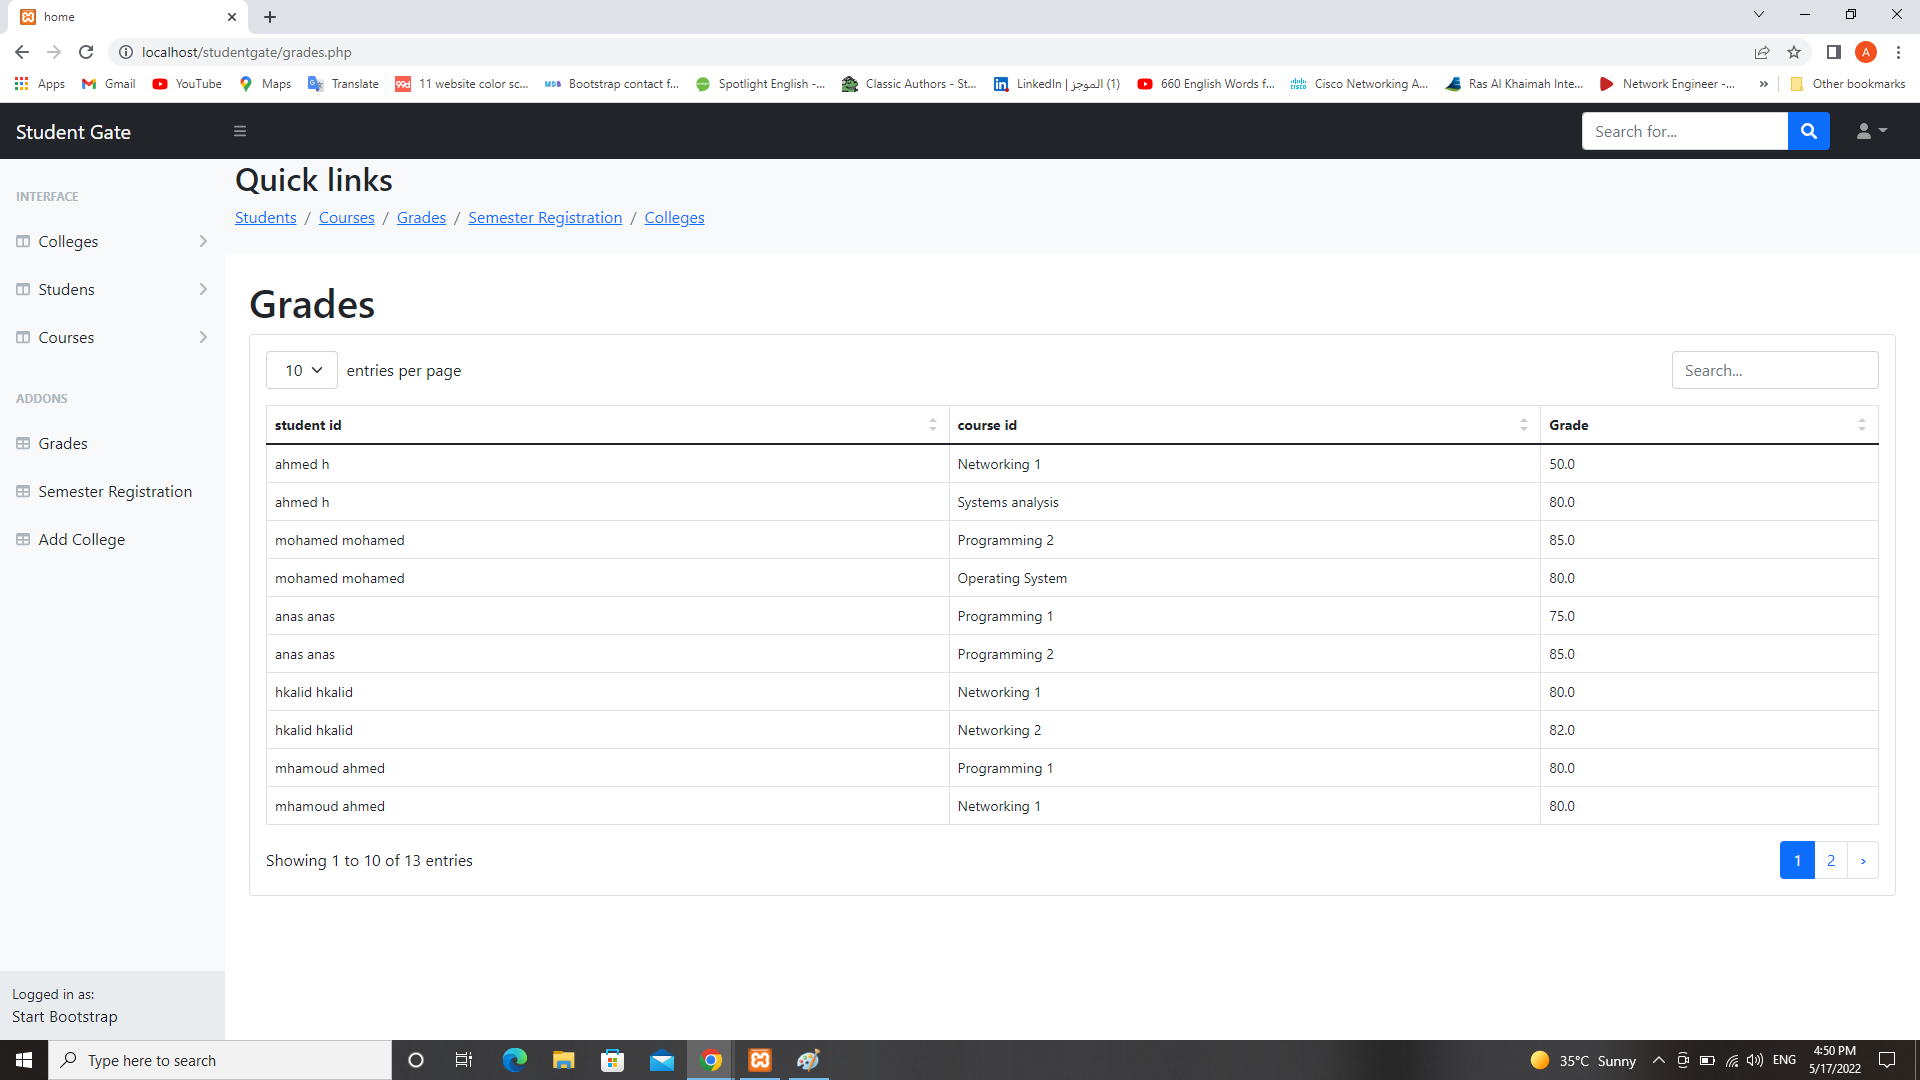 home
localhost/studentgate/grades.php
A
Apps Gmail YouTube Maps Translate 99d 11 website color sc... MDB Bootstrap contact f... Spotlight English -... Classic Authors - St... LinkedIn | الموجز (1) 660 English Words f... Cisco Networking A... Ras Al Khaimah Inte... Network Engineer -... » Other bookmarks
Student Gate
Search for...
Quick links
Students / Courses / Grades / Semester Registration / Colleges
INTERFACE
Colleges
Studens
Courses
ADDONS
Grades
Semester Registration
Add College
Logged in as:
Start Bootstrap
Grades
10 entries per page
Search...
student id course id Grade
ahmed h Networking 1 50.0
ahmed h Systems analysis 80.0
mohamed mohamed Programming 2 85.0
mohamed mohamed Operating System 80.0
anas anas Programming 1 75.0
anas anas Programming 2 85.0
hkalid hkalid Networking 1 80.0
hkalid hkalid Networking 2 82.0
mhamoud ahmed Programming 1 80.0
mhamoud ahmed Networking 1 80.0
Showing 1 to 10 of 13 entries
1 2 ›
Type here to search
35°C Sunny
ENG
4:50 PM
5/17/2022